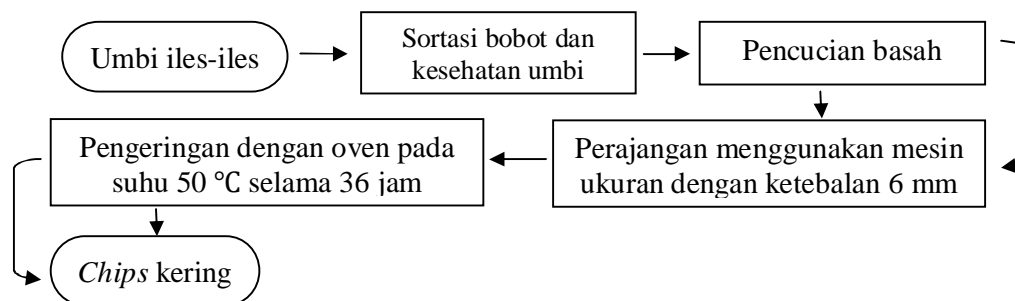 Umbi iles-iles
Sortasi bobot dan
kesehatan umbi
Pencucian basah
Perajangan menggunakan mesin
ukuran dengan ketebalan 6 mm
Pengeringan dengan oven pada
suhu 50 °C selama 36 jam
Chips kering